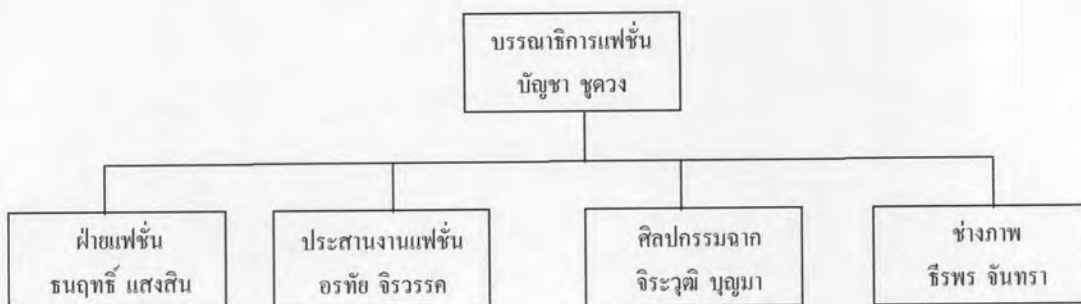 บรรณาธิการแฟชั่น
บัญชา ชูดวง
ฝ่ายแฟชั่น
ธนฤทธิ์ แสงสิน
ประสานงานแฟชั่น
อรทัย จิรวรรค
ศิลปกรรมฉาก
จิระวุฒิ บุญมา
ช่างภาพ
ธีรพร จันทรา